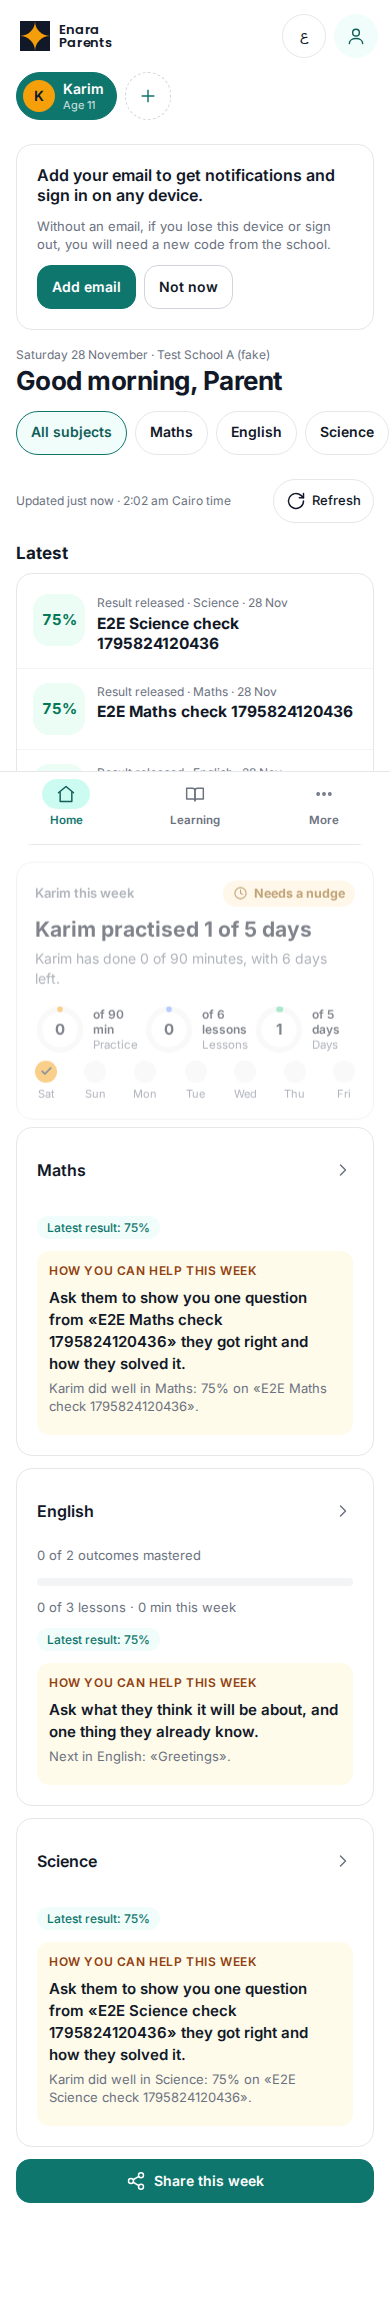 Enara
Parents
ع
K
Karim
Age 11
Add your email to get notifications and
sign in on any device.
Without an email, if you lose this device or sign
out, you will need a new code from the school.
Add email
Not now
Saturday 28 November · Test School A (fake)
Good morning, Parent
All subjects
Maths
English
Science
Updated just now · 2:02 am Cairo time
Refresh
Latest
75%
Result released · Science · 28 Nov
E2E Science check
1795824120436
75%
Result released · Maths · 28 Nov
E2E Maths check 1795824120436
Home
Learning
More
Karim this week
Needs a nudge
Karim practised 1 of 5 days
Karim has done 0 of 90 minutes, with 6 days
left.
0
of 90
min
Practice
0
of 6
lessons
Lessons
1
of 5
days
Days
Sat
Sun
Mon
Tue
Wed
Thu
Fri
Maths
Latest result: 75%
HOW YOU CAN HELP THIS WEEK
Ask them to show you one question
from «E2E Maths check
1795824120436» they got right and
how they solved it.
Karim did well in Maths: 75% on «E2E Maths
check 1795824120436».
English
0 of 2 outcomes mastered
0 of 3 lessons · 0 min this week
Latest result: 75%
HOW YOU CAN HELP THIS WEEK
Ask what they think it will be about, and
one thing they already know.
Next in English: «Greetings».
Science
Latest result: 75%
HOW YOU CAN HELP THIS WEEK
Ask them to show you one question
from «E2E Science check
1795824120436» they got right and
how they solved it.
Karim did well in Science: 75% on «E2E
Science check 1795824120436».
Share this week